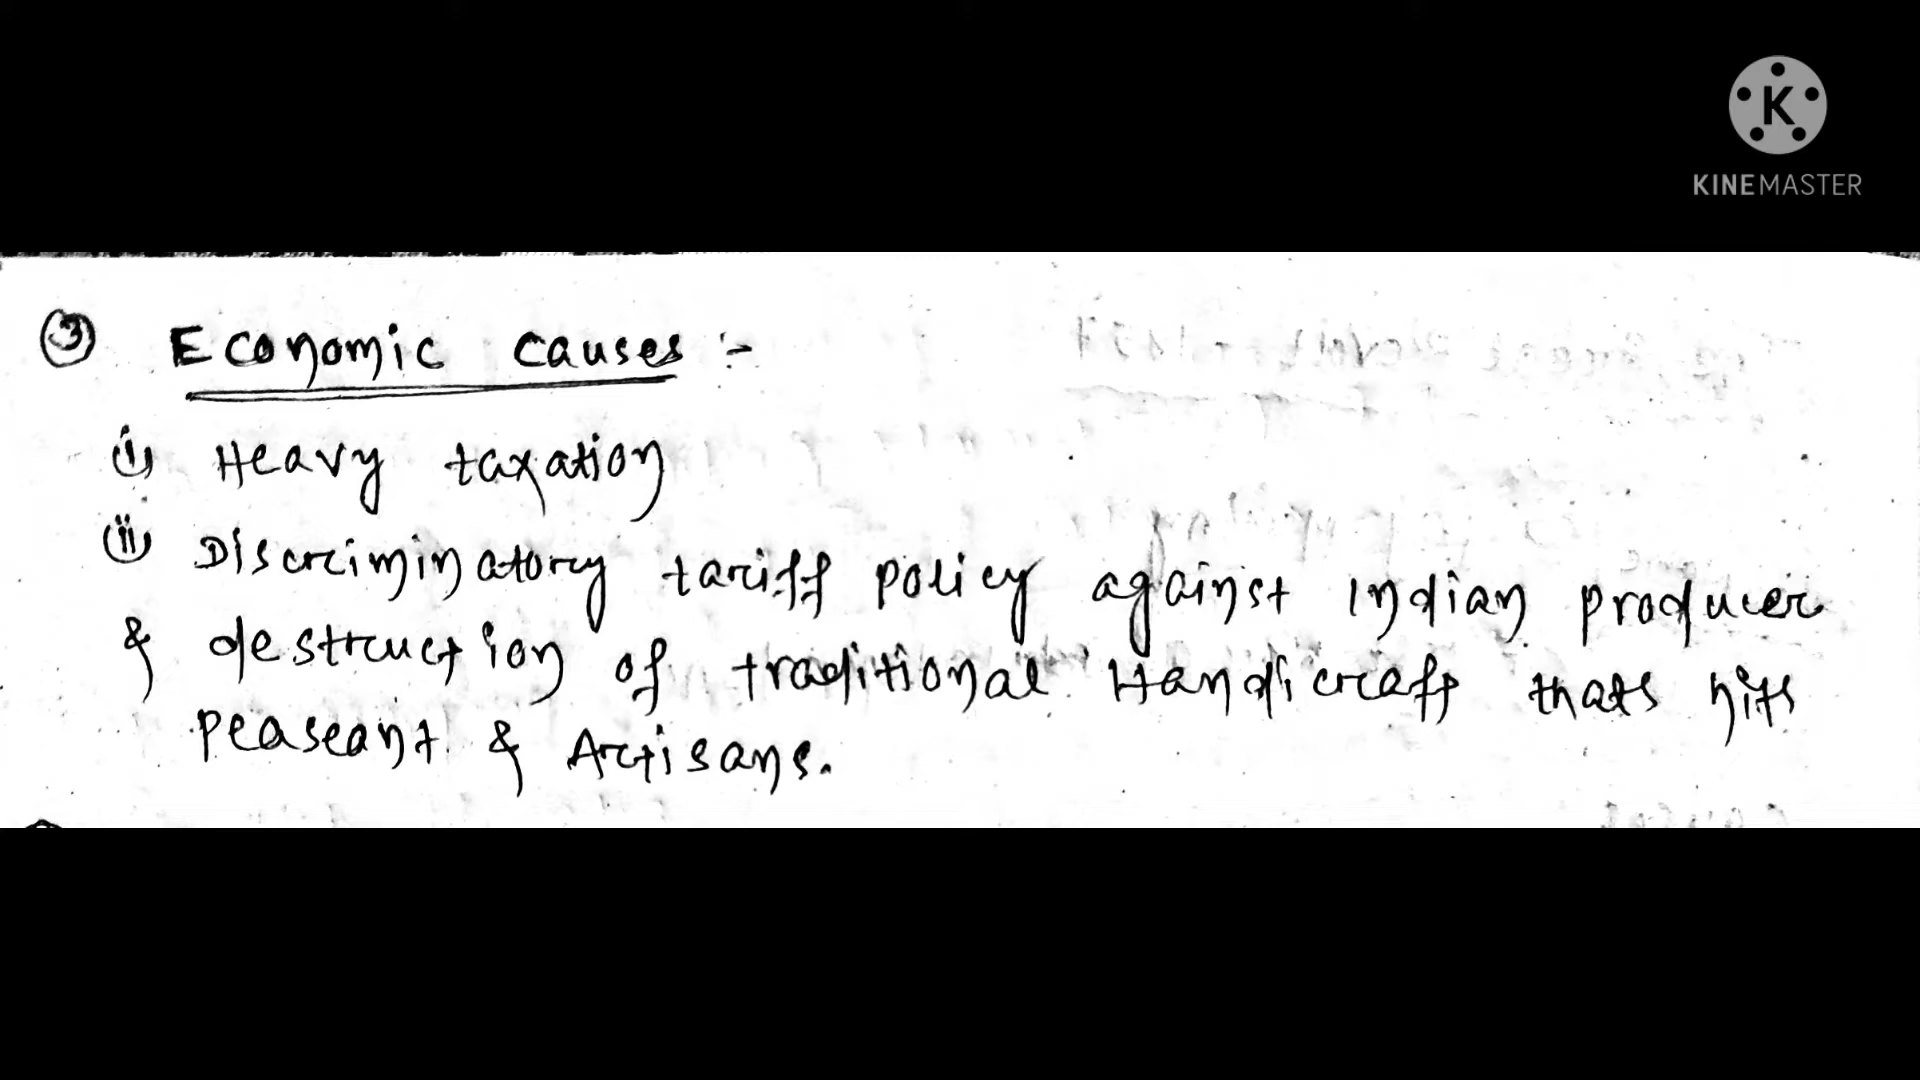 K
KINEMASTER
③ Economic causes :-
(i) Heavy taxation
(ii) Discriminatory tariff policy against Indian producer
& destruction of traditional Handicraft thats hits
peaseant & Artisans.